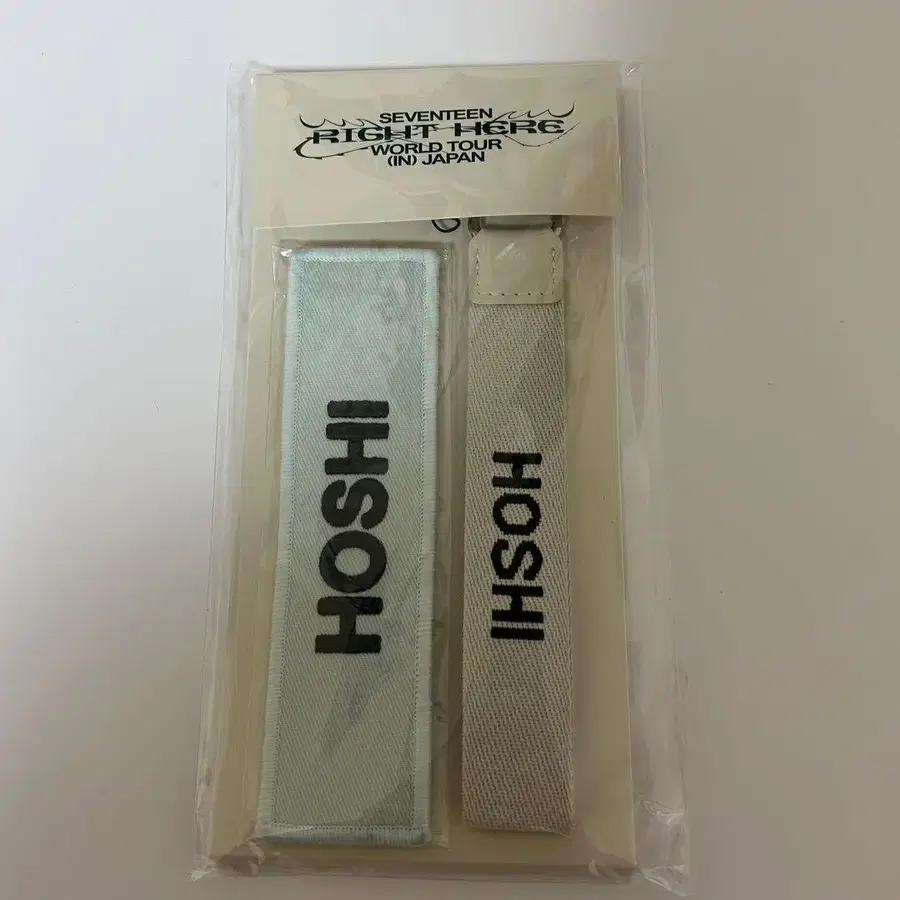 SEVENTEEN
RIGHT HERE
WORLD TOUR
(IN) JAPAN
HOSHI
HOSHI